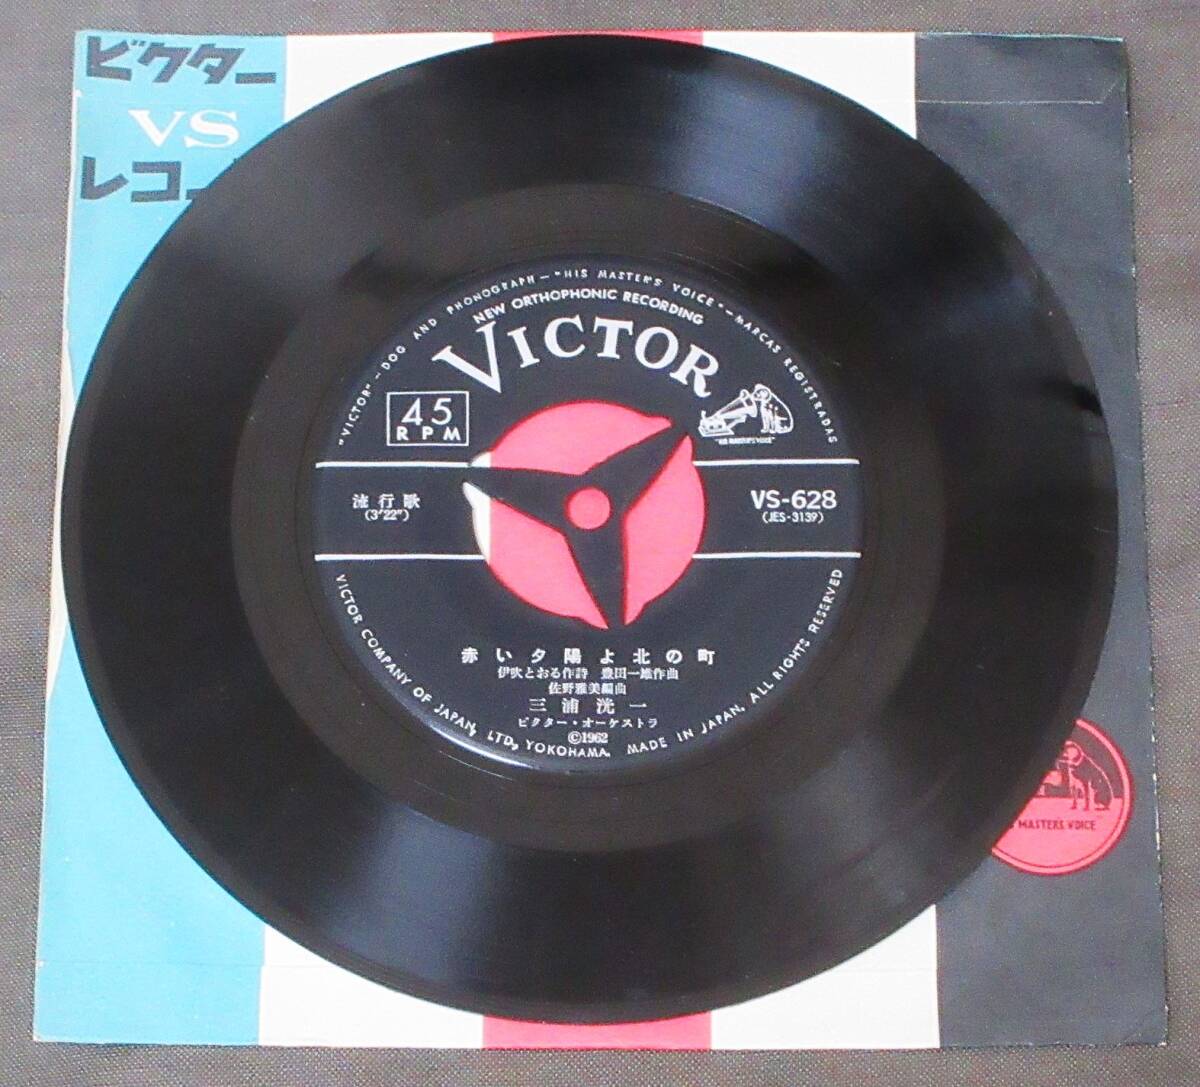 ビクター
VS
レコー
"VICTOR" — DOG AND PHONOGRAPH — "HIS MASTER'S VOICE" — MARCAS REGISTRADAS
NEW ORTHOPHONIC RECORDING
VICTOR
45
RPM
"HIS MASTER'S VOICE"
流行歌
(3'22")
VS-628
(JES-3139)
赤い夕陽よ北の町
伊吹とおる作詩 豊田一雄作曲
佐野雅美編曲
三浦洸一
ビクター・オーケストラ
©1962
VICTOR COMPANY OF JAPAN, LTD., YOKOHAMA. MADE IN JAPAN, ALL RIGHTS RESERVED
MASTER'S VOICE"